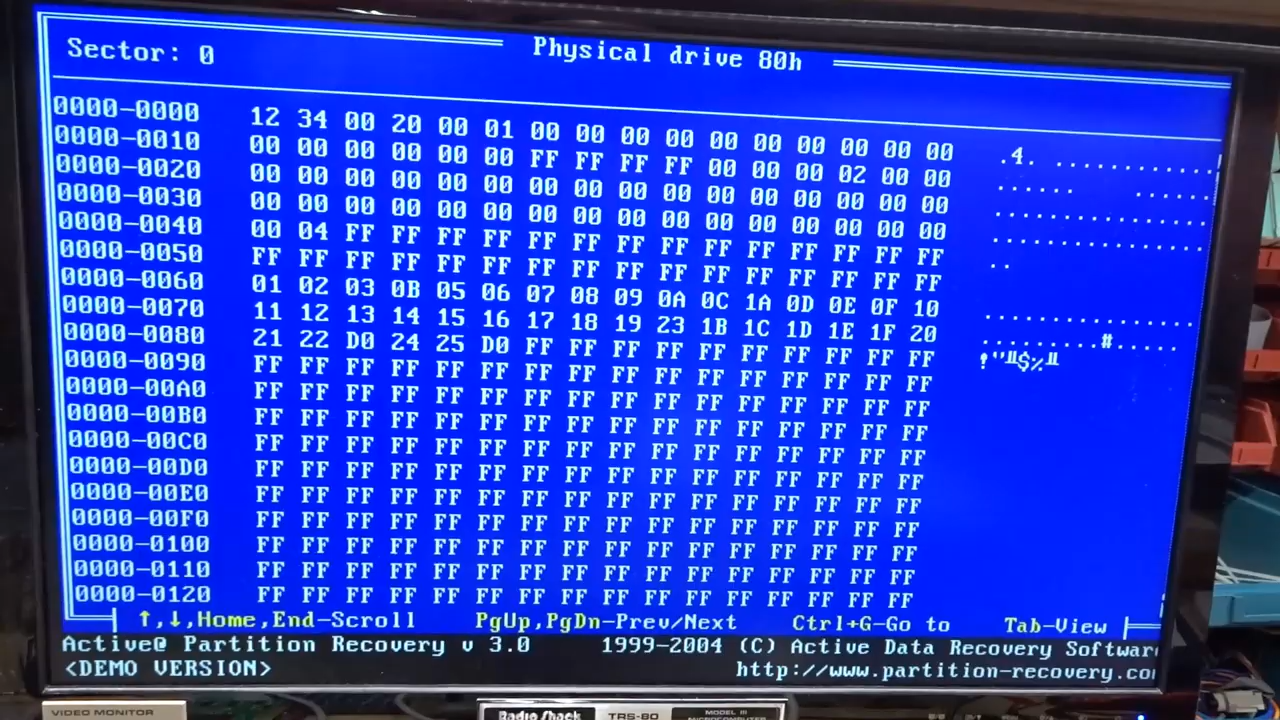 Sector: 0 Physical drive 80h
0000-0000 12 34 00 20 00 01 00 00 00 00 00 00 00 00 00 00 .4. ............
0000-0010 00 00 00 00 00 00 FF FF FF FF 00 00 00 02 00 00 ......    ......
0000-0020 00 00 00 00 00 00 00 00 00 00 00 00 00 00 00 00 ................
0000-0030 00 00 00 00 00 00 00 00 00 00 00 00 00 00 00 00 ................
0000-0040 00 04 FF FF FF FF FF FF FF FF FF FF FF FF FF FF ..
0000-0050 FF FF FF FF FF FF FF FF FF FF FF FF FF FF FF FF
0000-0060 01 02 03 0B 05 06 07 08 09 0A 0C 1A 0D 0E 0F 10 ................
0000-0070 11 12 13 14 15 16 17 18 19 23 1B 1C 1D 1E 1F 20 .........#.....
0000-0080 21 22 D0 24 25 D0 FF FF FF FF FF FF FF FF FF FF !"╨$%╨
0000-0090 FF FF FF FF FF FF FF FF FF FF FF FF FF FF FF FF
0000-00A0 FF FF FF FF FF FF FF FF FF FF FF FF FF FF FF FF
0000-00B0 FF FF FF FF FF FF FF FF FF FF FF FF FF FF FF FF
0000-00C0 FF FF FF FF FF FF FF FF FF FF FF FF FF FF FF FF
0000-00D0 FF FF FF FF FF FF FF FF FF FF FF FF FF FF FF FF
0000-00E0 FF FF FF FF FF FF FF FF FF FF FF FF FF FF FF FF
0000-00F0 FF FF FF FF FF FF FF FF FF FF FF FF FF FF FF FF
0000-0100 FF FF FF FF FF FF FF FF FF FF FF FF FF FF FF FF
0000-0110 FF FF FF FF FF FF FF FF FF FF FF FF FF FF FF FF
0000-0120 FF FF FF FF FF FF FF FF FF FF FF FF FF FF FF FF
↑,↓,Home,End-Scroll PgUp,PgDn-Prev/Next Ctrl+G-Go to Tab-View
Active@ Partition Recovery v 3.0 1999-2004 (C) Active Data Recovery Softwar
<DEMO VERSION> http://www.partition-recovery.co
VIDEO MONITOR
Radio Shack TRS-80 MODEL III MICROCOMPUTER